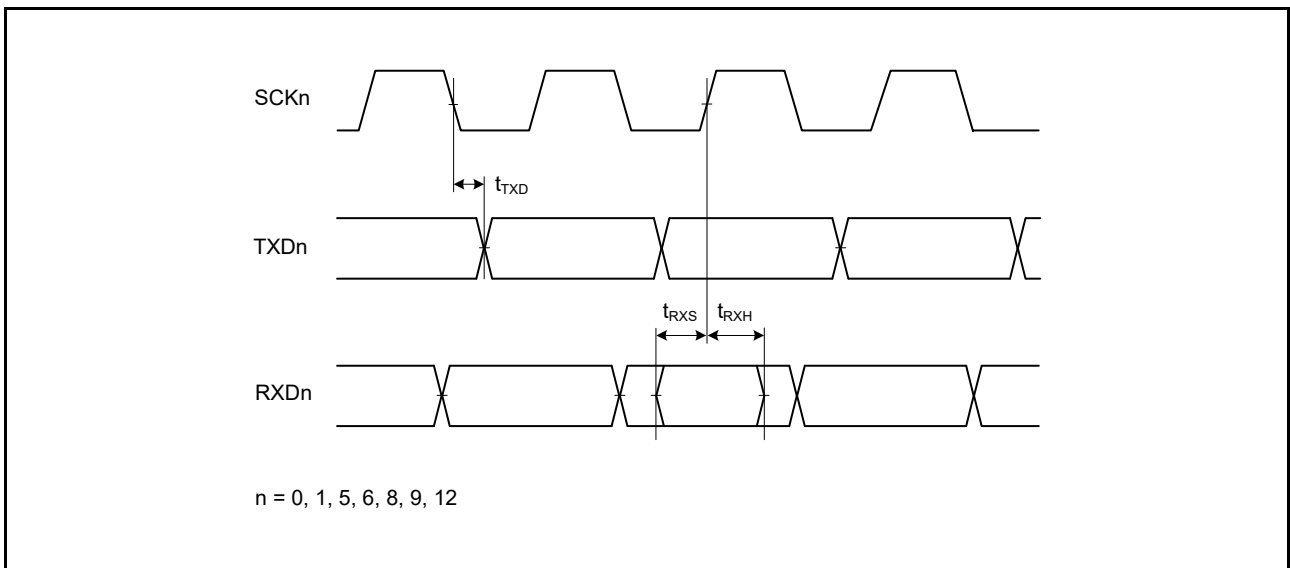 SCKn
tTXD
TXDn
tRXS tRXH
RXDn
n = 0, 1, 5, 6, 8, 9, 12